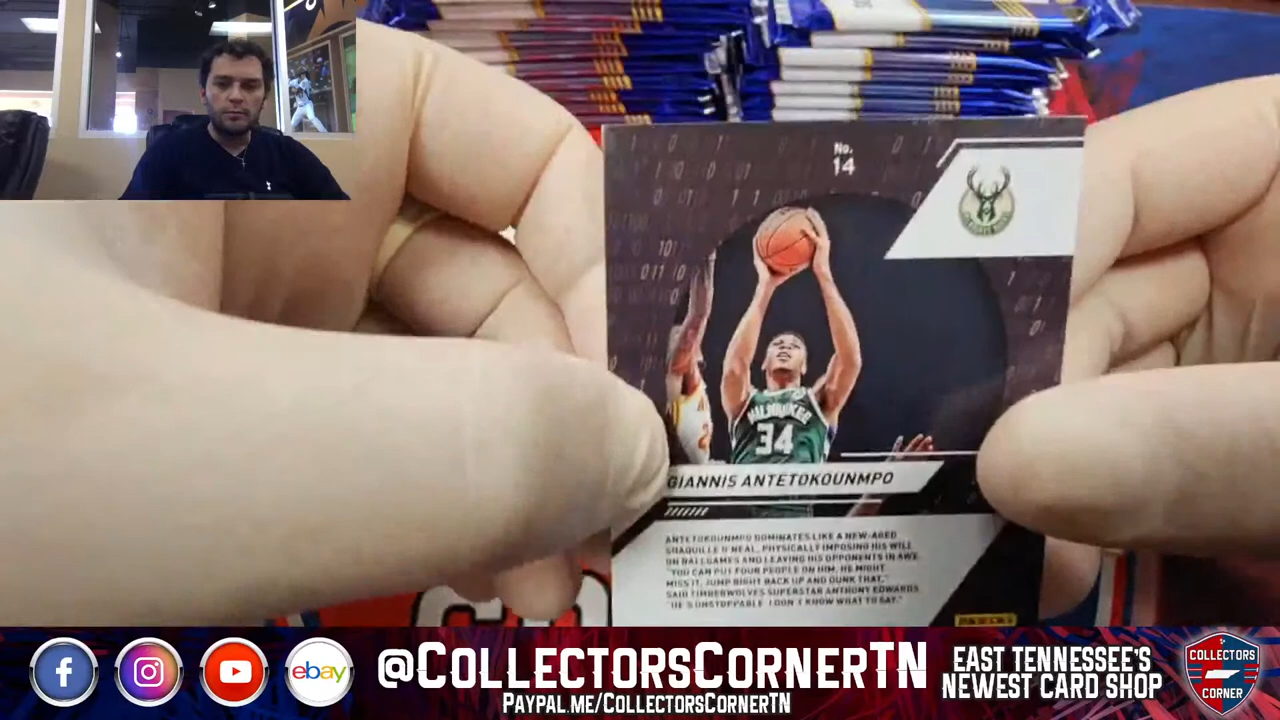 No.
14
MILWAUKEE
34
GIANNIS ANTETOKOUNMPO
ANTETOKOUNMPO DOMINATES LIKE A NEW-AGED
SHAQUILLE O'NEAL, PHYSICALLY IMPOSING HIS WILL
ON BALLGAMES AND LEAVING HIS OPPONENTS IN AWE.
"YOU CAN PUT FOUR PEOPLE ON HIM, HE MIGHT
MISS IT, JUMP RIGHT BACK UP AND DUNK THAT,"
SAID TIMBERWOLVES SUPERSTAR ANTHONY EDWARDS.
"HE'S UNSTOPPABLE. I DON'T KNOW WHAT TO SAY."
PANINI
ebay
@COLLECTORSCORNERTN
PAYPAL.ME/COLLECTORSCORNERTN
EAST TENNESSEE'S
NEWEST CARD SHOP
COLLECTORS
CORNER